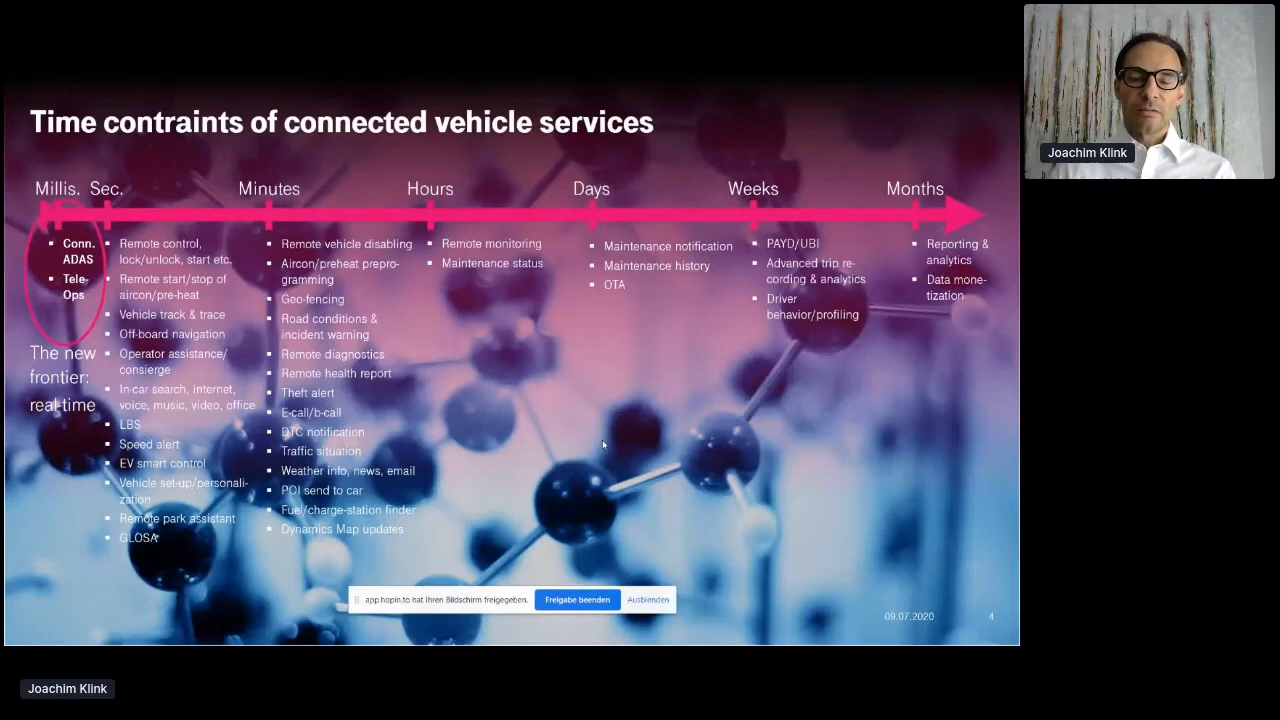 Time contraints of connected vehicle services
Millis. Sec. Minutes Hours Days Weeks Months
Conn.
ADAS
Tele-
Ops
The new
frontier:
real-time
Remote control,
lock/unlock, start etc.
Remote start/stop of
aircon/pre-heat
Vehicle track & trace
Off-board navigation
Operator assistance/
consierge
In-car search, internet,
voice, music, video, office
LBS
Speed alert
EV smart control
Vehicle set-up/personali-
zation
Remote park assistant
GLOSA
Remote vehicle disabling
Aircon/preheat prepro-
gramming
Geo-fencing
Road conditions &
incident warning
Remote diagnostics
Remote health report
Theft alert
E-call/b-call
DTC notification
Traffic situation
Weather info, news, email
POI send to car
Fuel/charge-station finder
Dynamics Map updates
Remote monitoring
Maintenance status
Maintenance notification
Maintenance history
OTA
PAYD/UBI
Advanced trip re-
cording & analytics
Driver
behavior/profiling
Reporting &
analytics
Data mone-
tization
app.hopin.to hat Ihren Bildschirm freigegeben. Freigabe beenden Ausblenden
09.07.2020 4
Joachim Klink
Joachim Klink